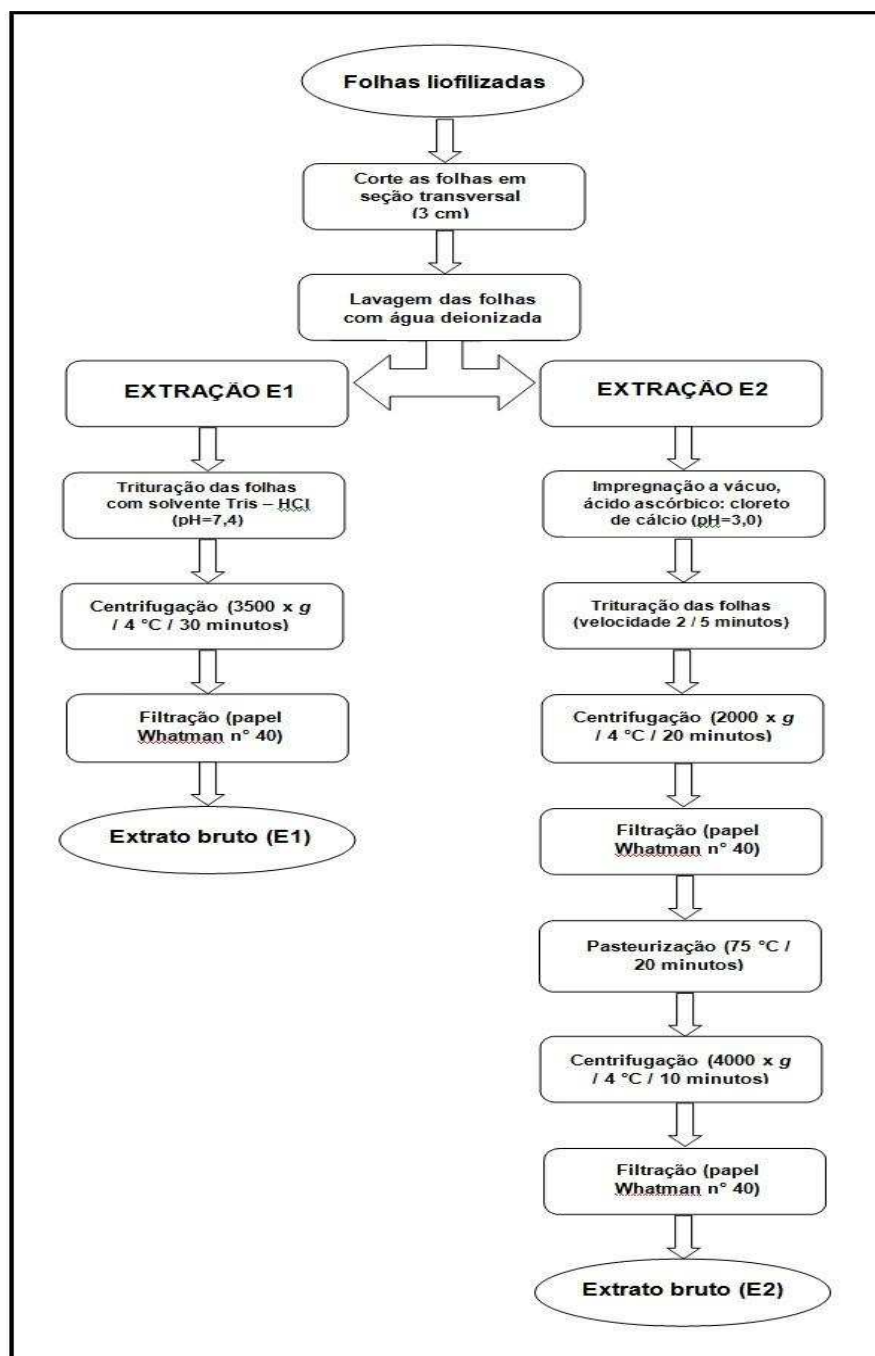 Folhas liofilizadas
Corte as folhas em
seção transversal
(3 cm)
Lavagem das folhas
com água deionizada
EXTRAÇÃO E1
Trituração das folhas
com solvente Tris – HCl
(pH=7,4)
Centrifugação (3500 x g
/ 4 °C / 30 minutos)
Filtração (papel
Whatman n° 40)
Extrato bruto (E1)
EXTRAÇÃO E2
Impregnação a vácuo,
ácido ascórbico: cloreto
de cálcio (pH=3,0)
Trituração das folhas
(velocidade 2 / 5 minutos)
Centrifugação (2000 x g
/ 4 °C / 20 minutos)
Filtração (papel
Whatman n° 40)
Pasteurização (75 °C /
20 minutos)
Centrifugação (4000 x g
/ 4 °C / 10 minutos)
Filtração (papel
Whatman n° 40)
Extrato bruto (E2)